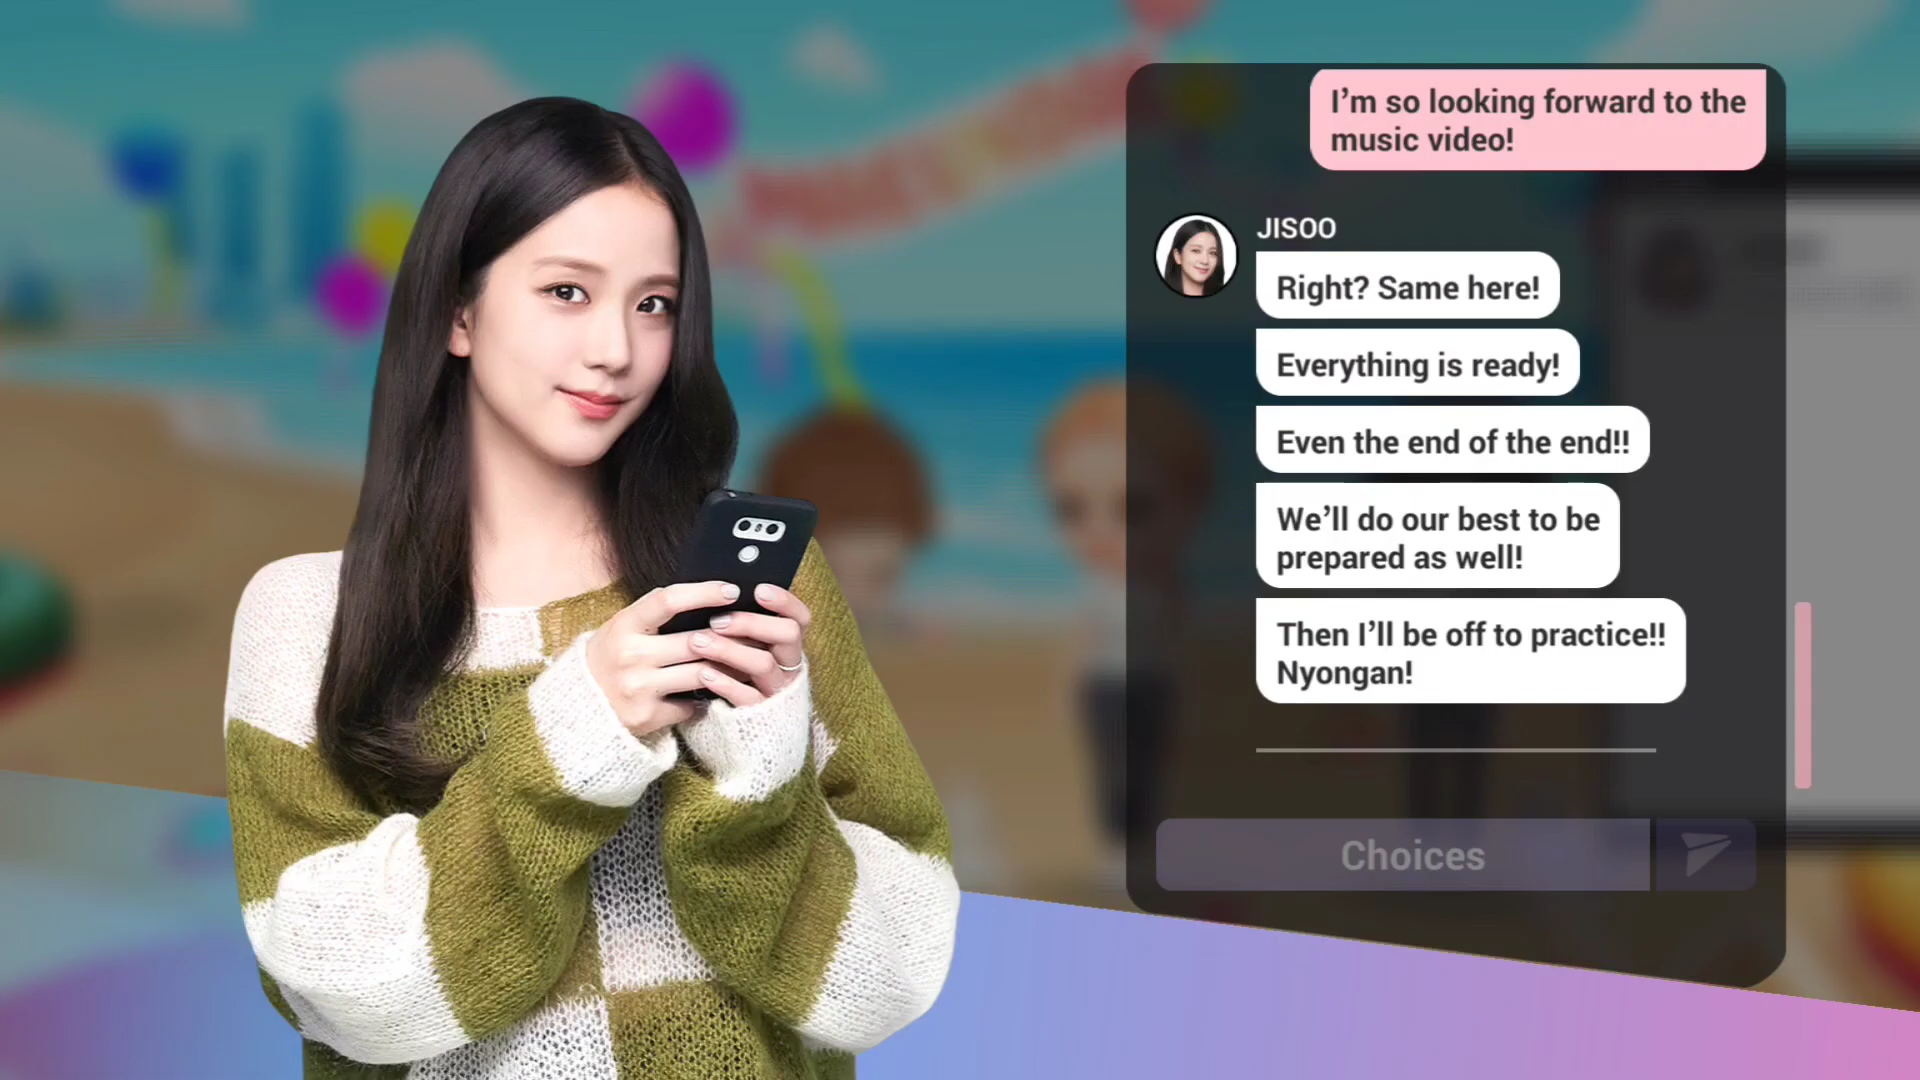 I’m so looking forward to the
music video!
JISOO
Right? Same here!
Everything is ready!
Even the end of the end!!
We’ll do our best to be
prepared as well!
Then I’ll be off to practice!!
Nyongan!
Choices